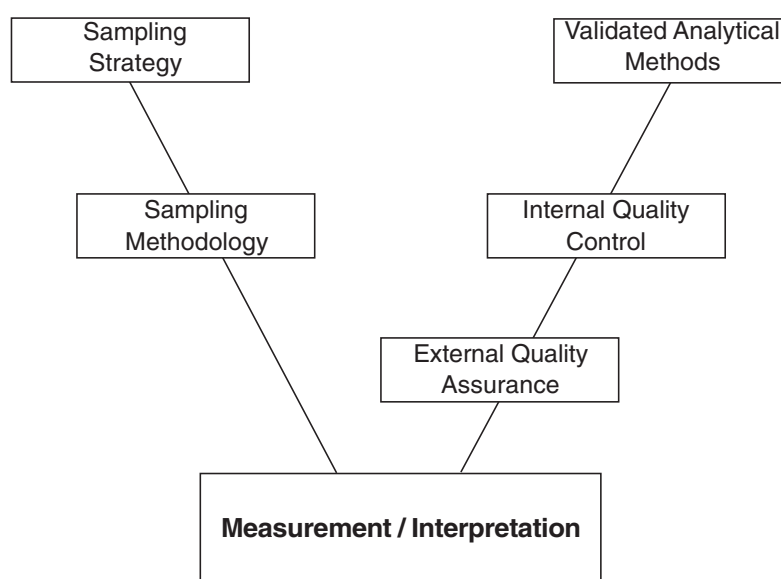 Sampling
Strategy
Validated Analytical
Methods
Sampling
Methodology
Internal Quality
Control
External Quality
Assurance
Measurement / Interpretation